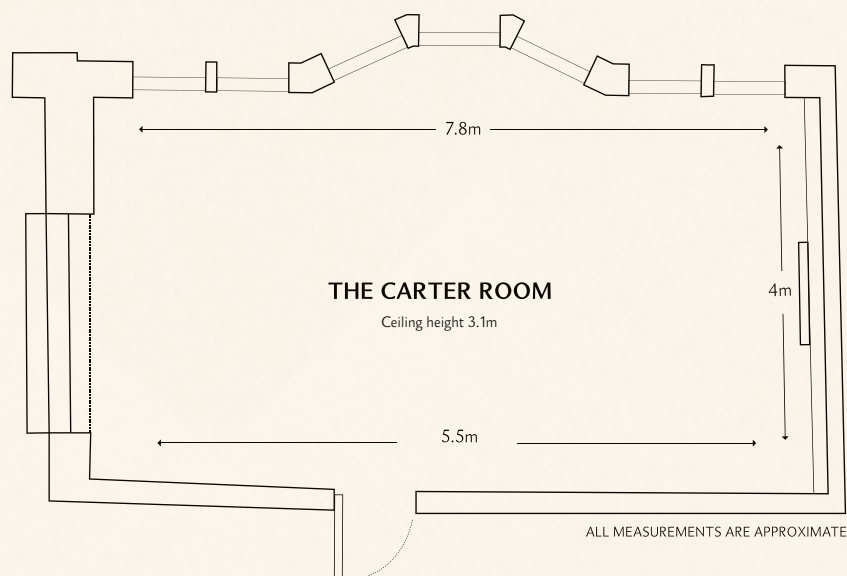 7.8m
THE CARTER ROOM
Ceiling height 3.1m
4m
5.5m
ALL MEASUREMENTS ARE APPROXIMATE